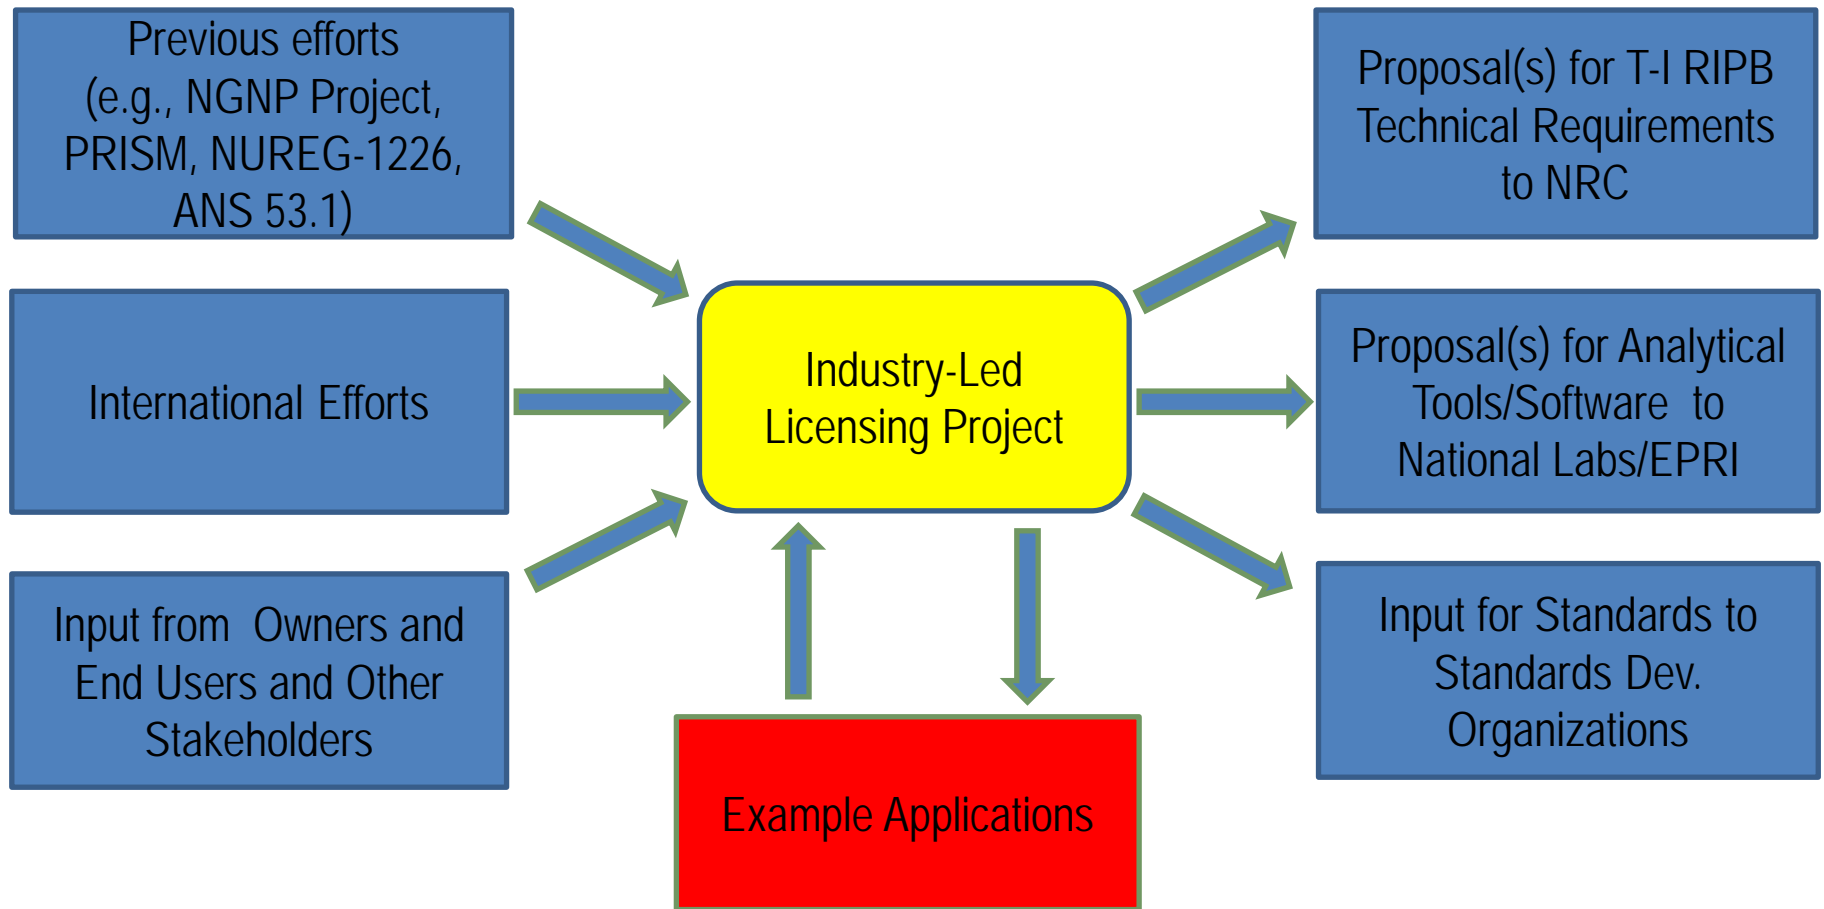 Previous efforts
(e.g., NGNP Project,
PRISM, NUREG-1226,
ANS 53.1)
International Efforts
Input from  Owners and
End Users and Other
Stakeholders
Industry-Led
Licensing Project
Example Applications
Proposal(s) for T-I RIPB
Technical Requirements
to NRC
Proposal(s) for Analytical
Tools/Software  to
National Labs/EPRI
Input for Standards to
Standards Dev.
Organizations